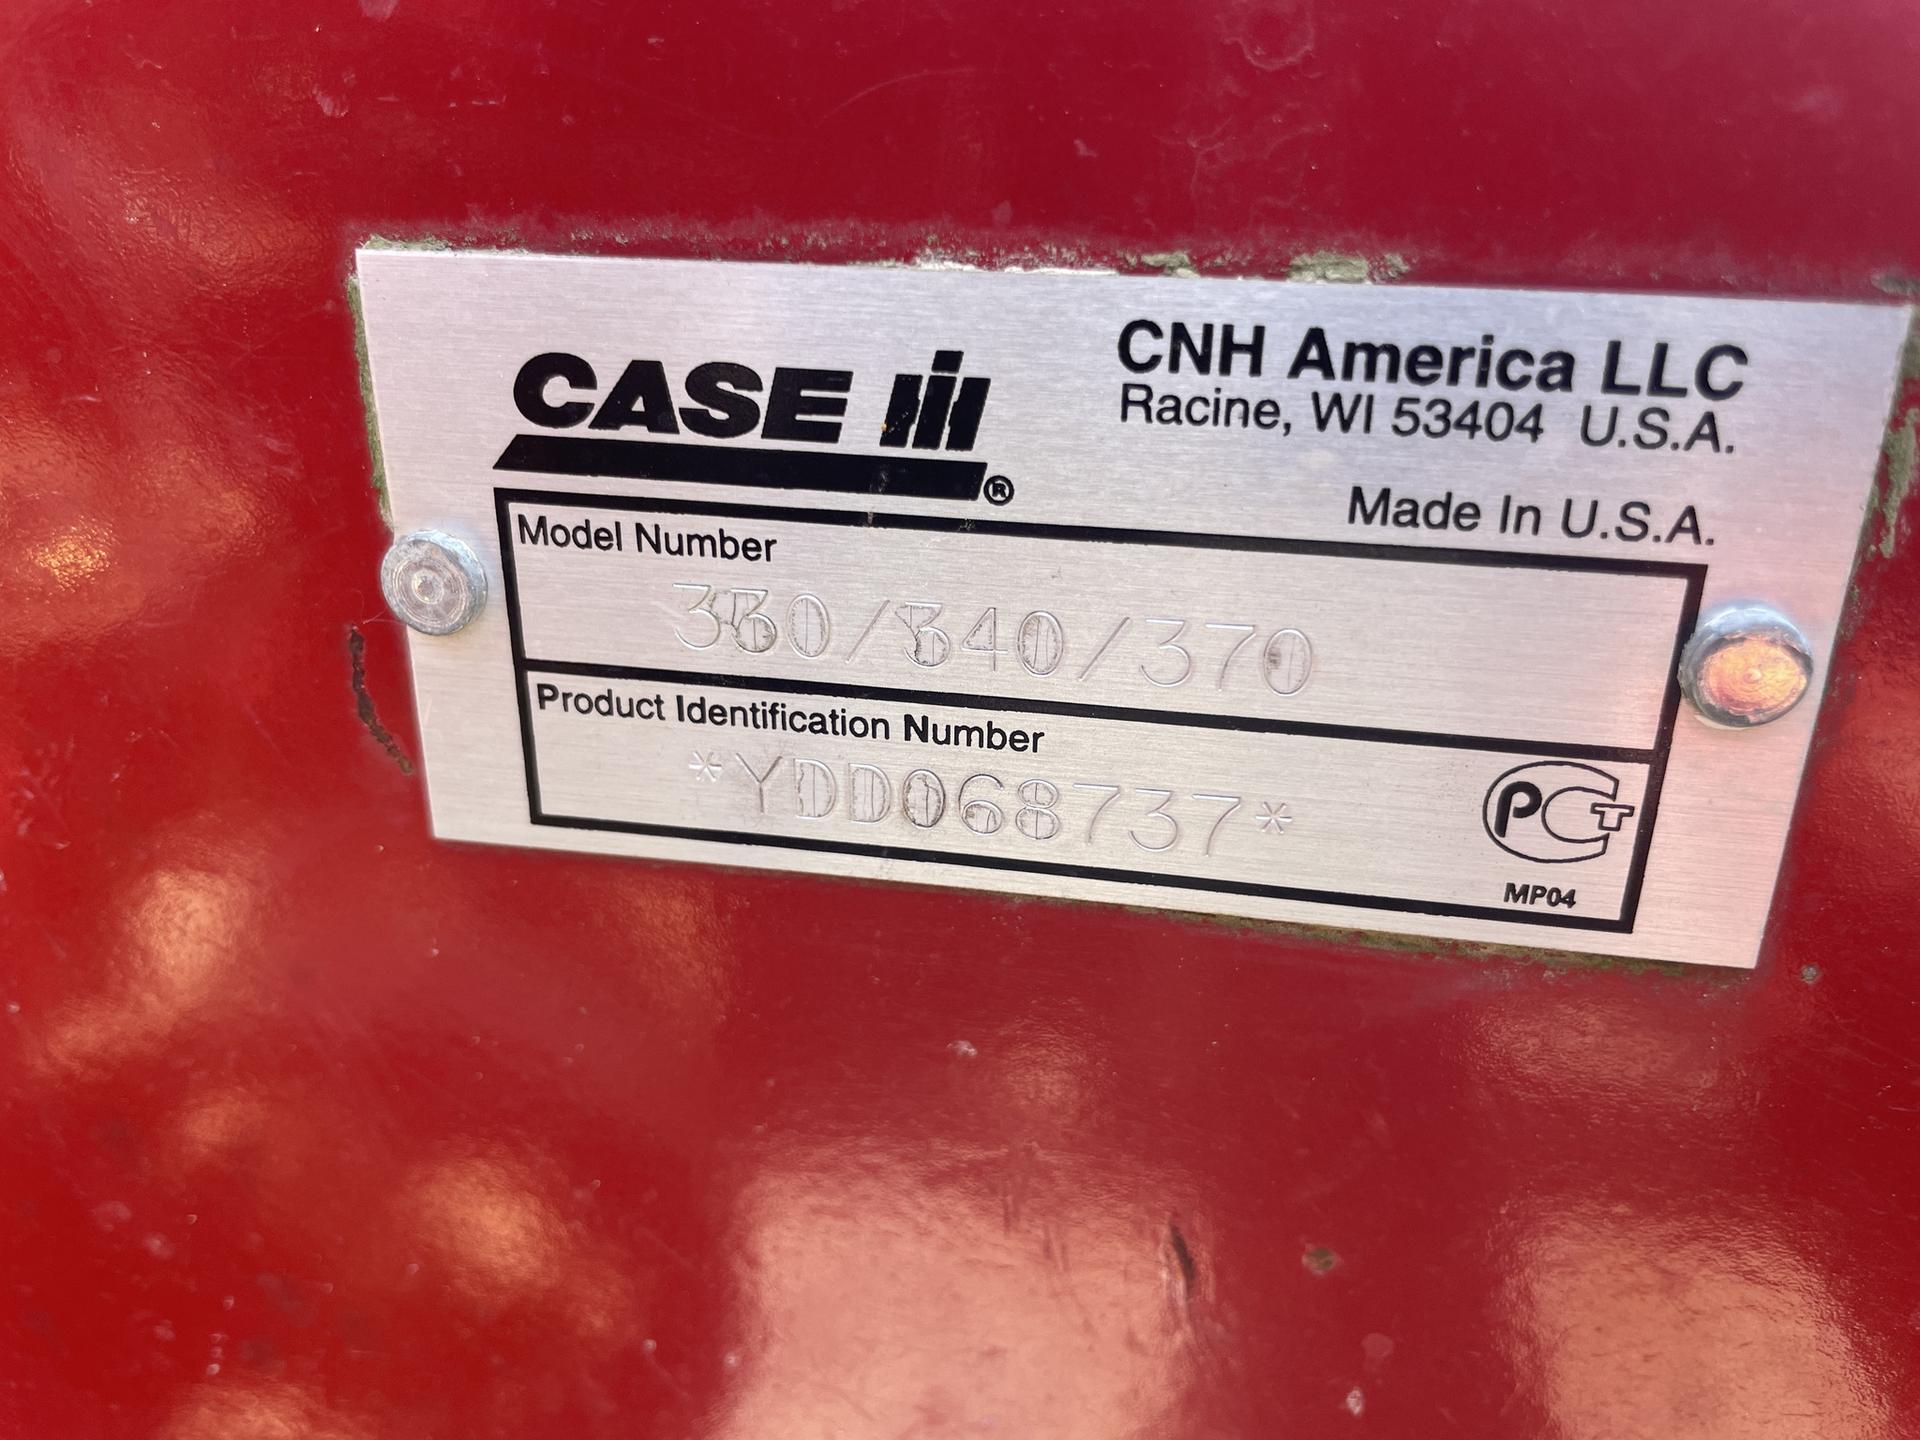 CASE IH ®
CNH America LLC
Racine, WI 53404 U.S.A.
Made In U.S.A.
Model Number
330/340/370
Product Identification Number
*YDD068737*
PCT
MP04